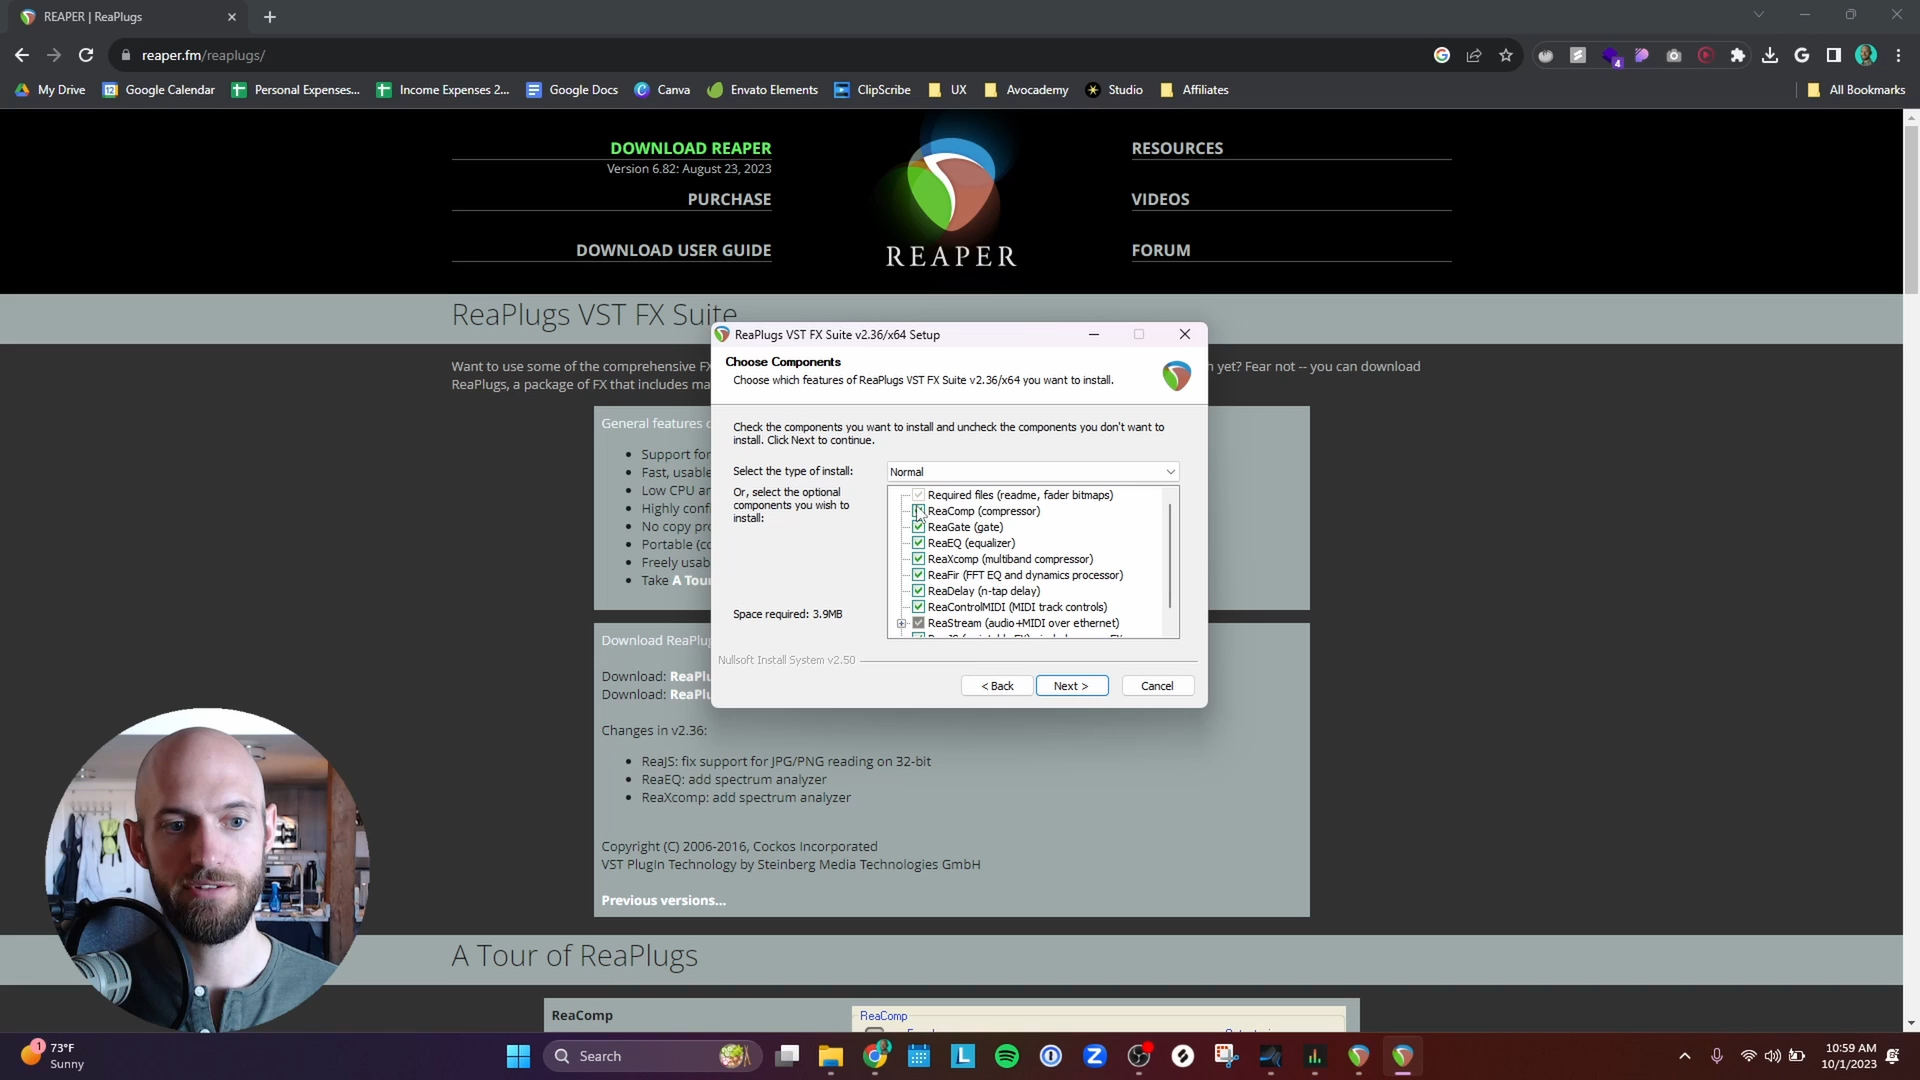 REAPER | ReaPlugs
reaper.fm/reaplugs/
4
My Drive
12
Google Calendar
Personal Expenses...
Income Expenses 2...
Google Docs
Canva
Envato Elements
ClipScribe
UX
Avocademy
Studio
Affiliates
All Bookmarks
DOWNLOAD REAPER
Version 6.82: August 23, 2023
PURCHASE
DOWNLOAD USER GUIDE
REAPER
RESOURCES
VIDEOS
FORUM
ReaPlugs VST FX Suite
Want to use some of the comprehensive FX
n yet? Fear not -- you can download
ReaPlugs, a package of FX that includes ma
General features o
Support for
Fast, usable
Low CPU an
Highly confi
No copy pro
Portable (co
Freely usab
Take A Tour
Download ReaPlug
Download: ReaPlu
Download: ReaPlu
Changes in v2.36:
ReaJS: fix support for JPG/PNG reading on 32-bit
ReaEQ: add spectrum analyzer
ReaXcomp: add spectrum analyzer
Copyright (C) 2006-2016, Cockos Incorporated
VST PlugIn Technology by Steinberg Media Technologies GmbH
Previous versions...
A Tour of ReaPlugs
ReaComp
ReaComp
ReaPlugs VST FX Suite v2.36/x64 Setup
Choose Components
Choose which features of ReaPlugs VST FX Suite v2.36/x64 you want to install.
Check the components you want to install and uncheck the components you don't want to
install. Click Next to continue.
Select the type of install:
Normal
Or, select the optional
components you wish to
install:
Required files (readme, fader bitmaps)
ReaComp (compressor)
ReaGate (gate)
ReaEQ (equalizer)
ReaXcomp (multiband compressor)
ReaFir (FFT EQ and dynamics processor)
ReaDelay (n-tap delay)
ReaControlMIDI (MIDI track controls)
ReaStream (audio+MIDI over ethernet)
Space required: 3.9MB
Nullsoft Install System v2.50
< Back
Next >
Cancel
1
73°F
Sunny
Search
10:59 AM
10/1/2023